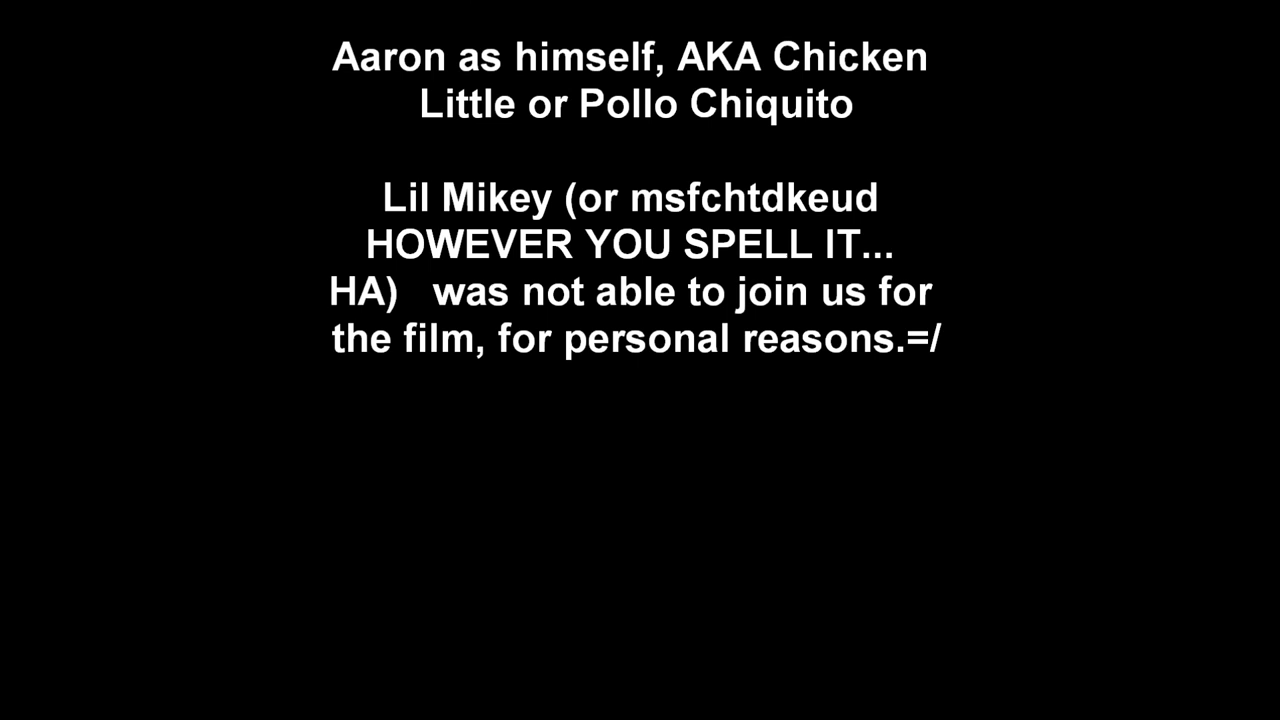 Aaron as himself, AKA Chicken
Little or Pollo Chiquito
Lil Mikey (or msfchtdkeud
HOWEVER YOU SPELL IT...
HA)   was not able to join us for
the film, for personal reasons.=/